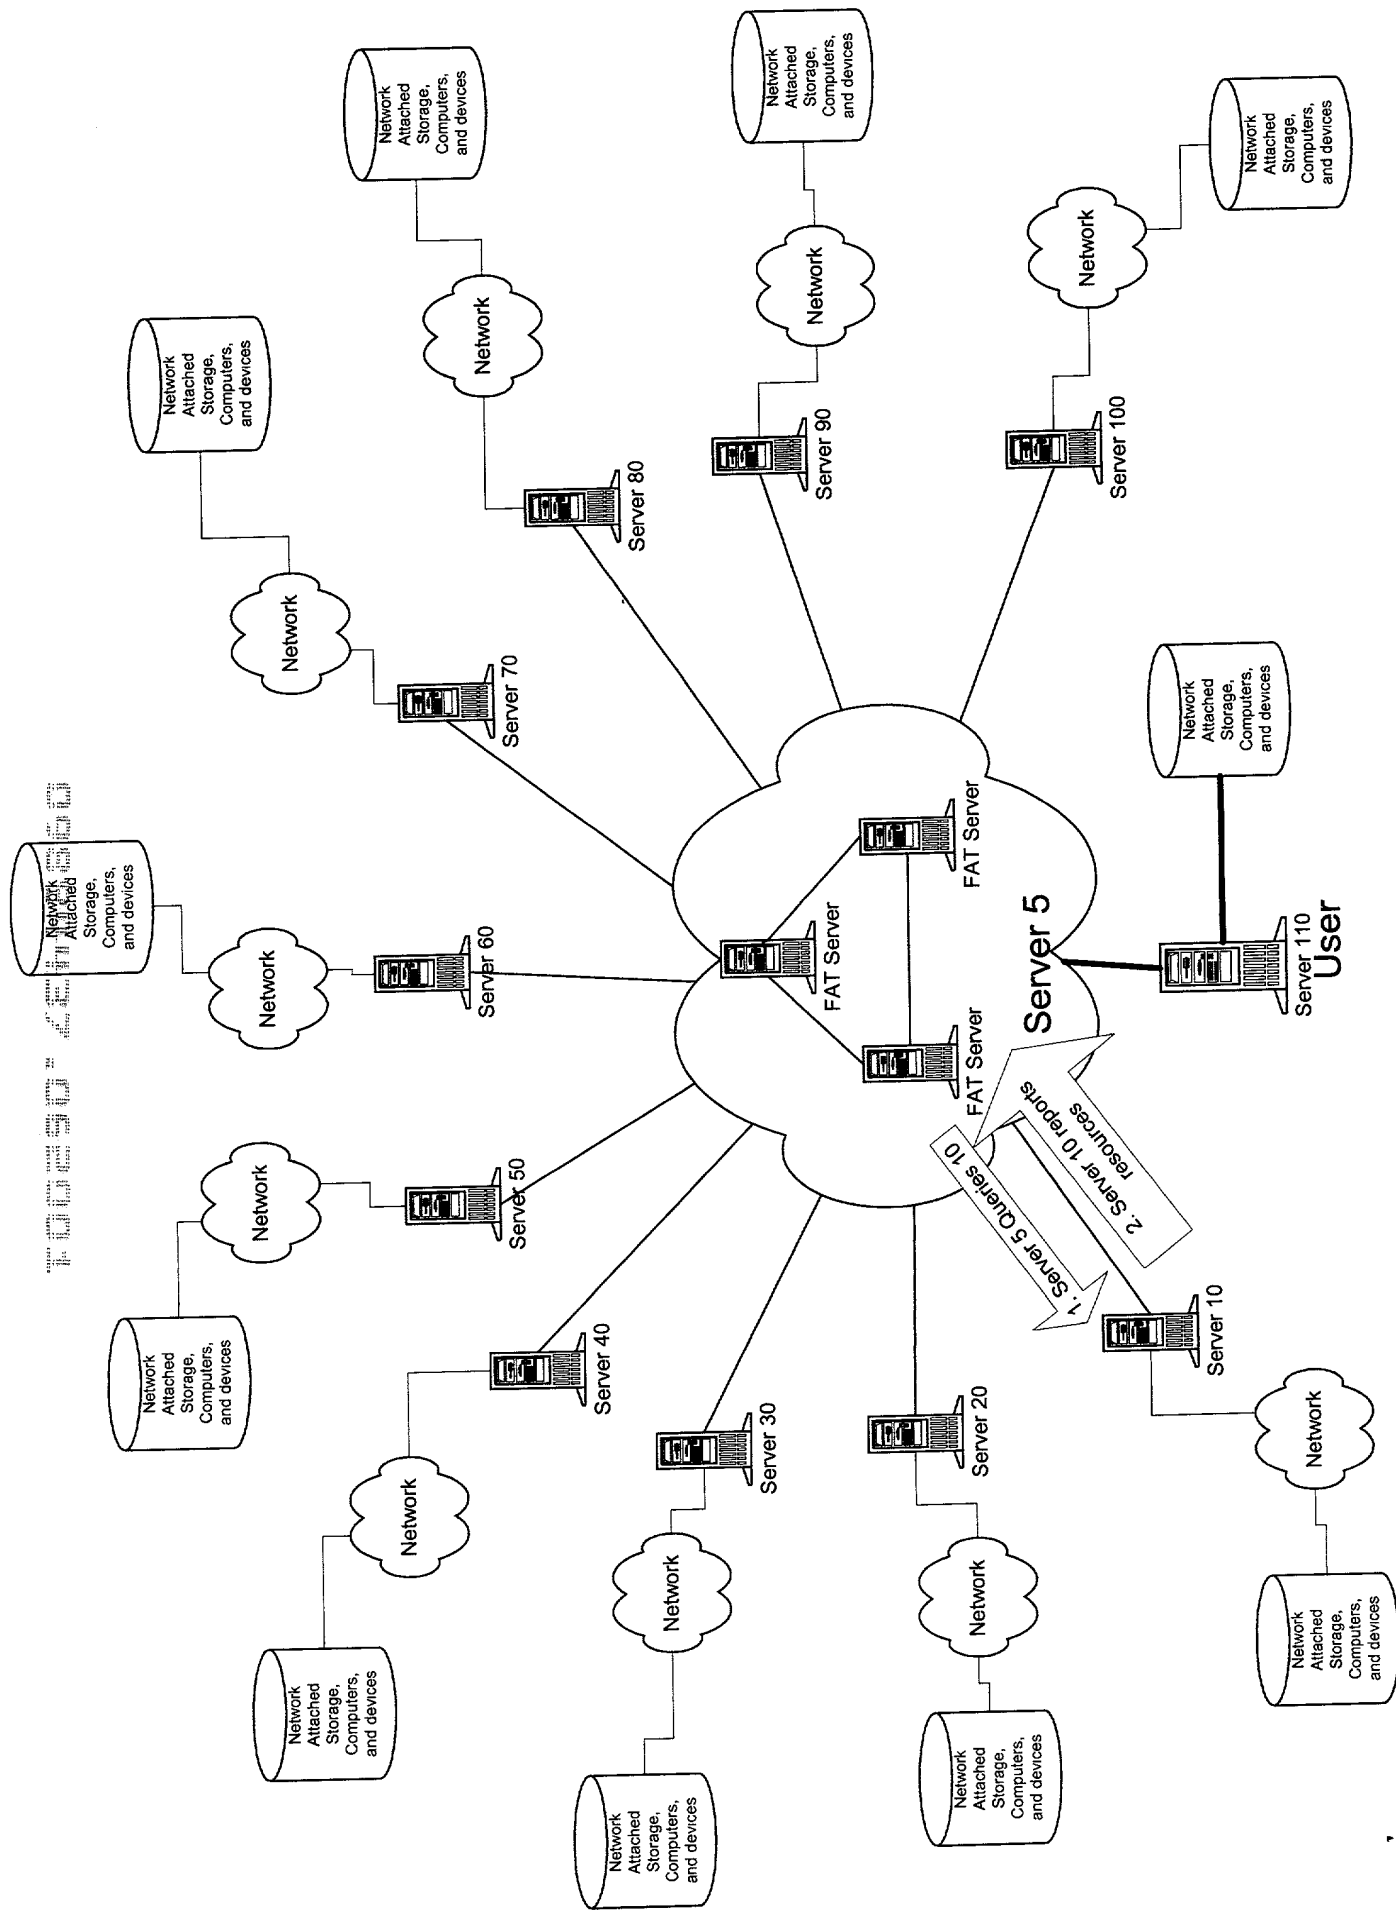 Network
Attached
Storage,
Computers,
and devices
Network
Server 60
Network
Attached
Storage,
Computers,
and devices
Network
Server 50
Network
Attached
Storage,
Computers,
and devices
Network
Server 70
Network
Attached
Storage,
Computers,
and devices
Network
Server 40
Network
Attached
Storage,
Computers,
and devices
Network
Server 80
Network
Attached
Storage,
Computers,
and devices
Network
Server 30
Network
Attached
Storage,
Computers,
and devices
Network
Server 90
FAT Server
FAT Server
FAT Server
Server 5
Network
Attached
Storage,
Computers,
and devices
Network
Server 20
Network
Attached
Storage,
Computers,
and devices
Network
Server 100
1. Server 5 Queries 10
2. Server 10 reports
resources
Server 10
Network
Network
Attached
Storage,
Computers,
and devices
Network
Attached
Storage,
Computers,
and devices
Server 110
User